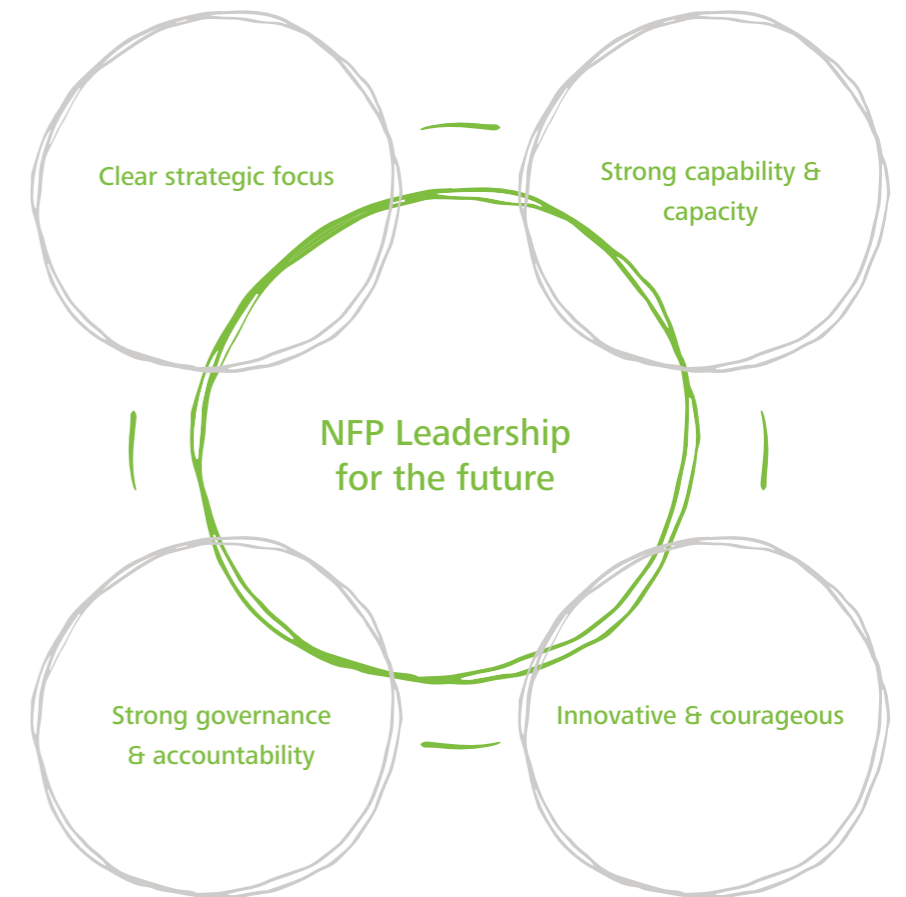 Clear strategic focus
Strong capability &
capacity
NFP Leadership
for the future
Strong governance
& accountability
Innovative & courageous